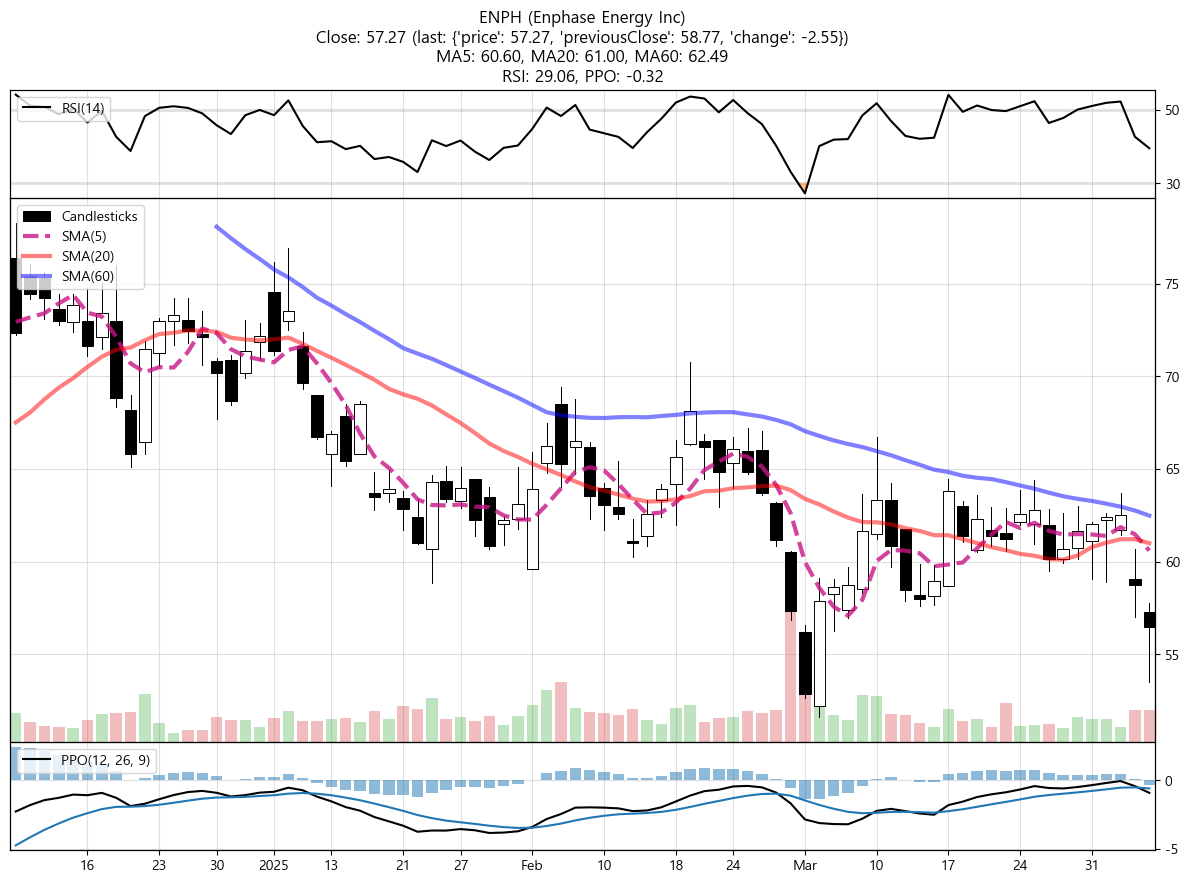 ENPH (Enphase Energy Inc)
Close: 57.27 (last: {'price': 57.27, 'previousClose': 58.77, 'change': -2.55})
MA5: 60.60, MA20: 61.00, MA60: 62.49
RSI: 29.06, PPO: -0.32
RSI(14)
50
30
Candlesticks
SMA(5)
SMA(20)
SMA(60)
75
70
65
60
55
PPO(12, 26, 9)
0
-5
16 23 30 2025 13 21 27 Feb 10 18 24 Mar 10 17 24 31